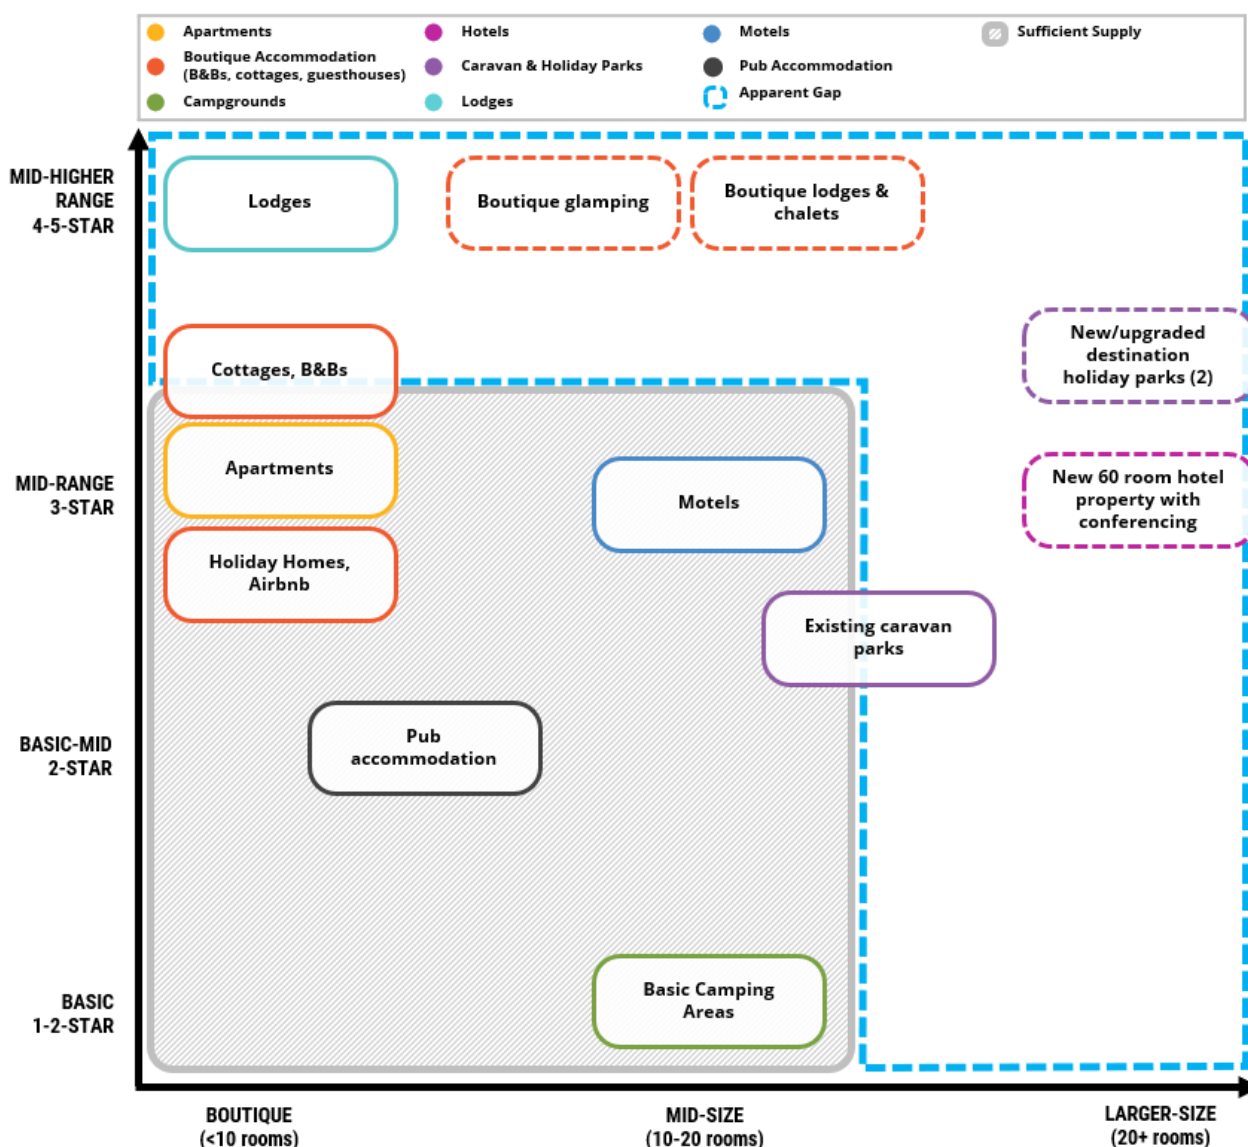 Apartments
Boutique Accommodation
(B&Bs, cottages, guesthouses)
Campgrounds
Hotels
Caravan & Holiday Parks
Lodges
Motels
Pub Accommodation
Apparent Gap
Sufficient Supply
MID-HIGHER
RANGE
4-5-STAR
Lodges
Boutique glamping
Boutique lodges &
chalets
Cottages, B&Bs
New/upgraded
destination
holiday parks (2)
MID-RANGE
3-STAR
Apartments
Motels
New 60 room hotel
property with
conferencing
Holiday Homes,
Airbnb
Existing caravan
parks
BASIC-MID
2-STAR
Pub
accommodation
BASIC
1-2-STAR
Basic Camping
Areas
BOUTIQUE
(<10 rooms)
MID-SIZE
(10-20 rooms)
LARGER-SIZE
(20+ rooms)